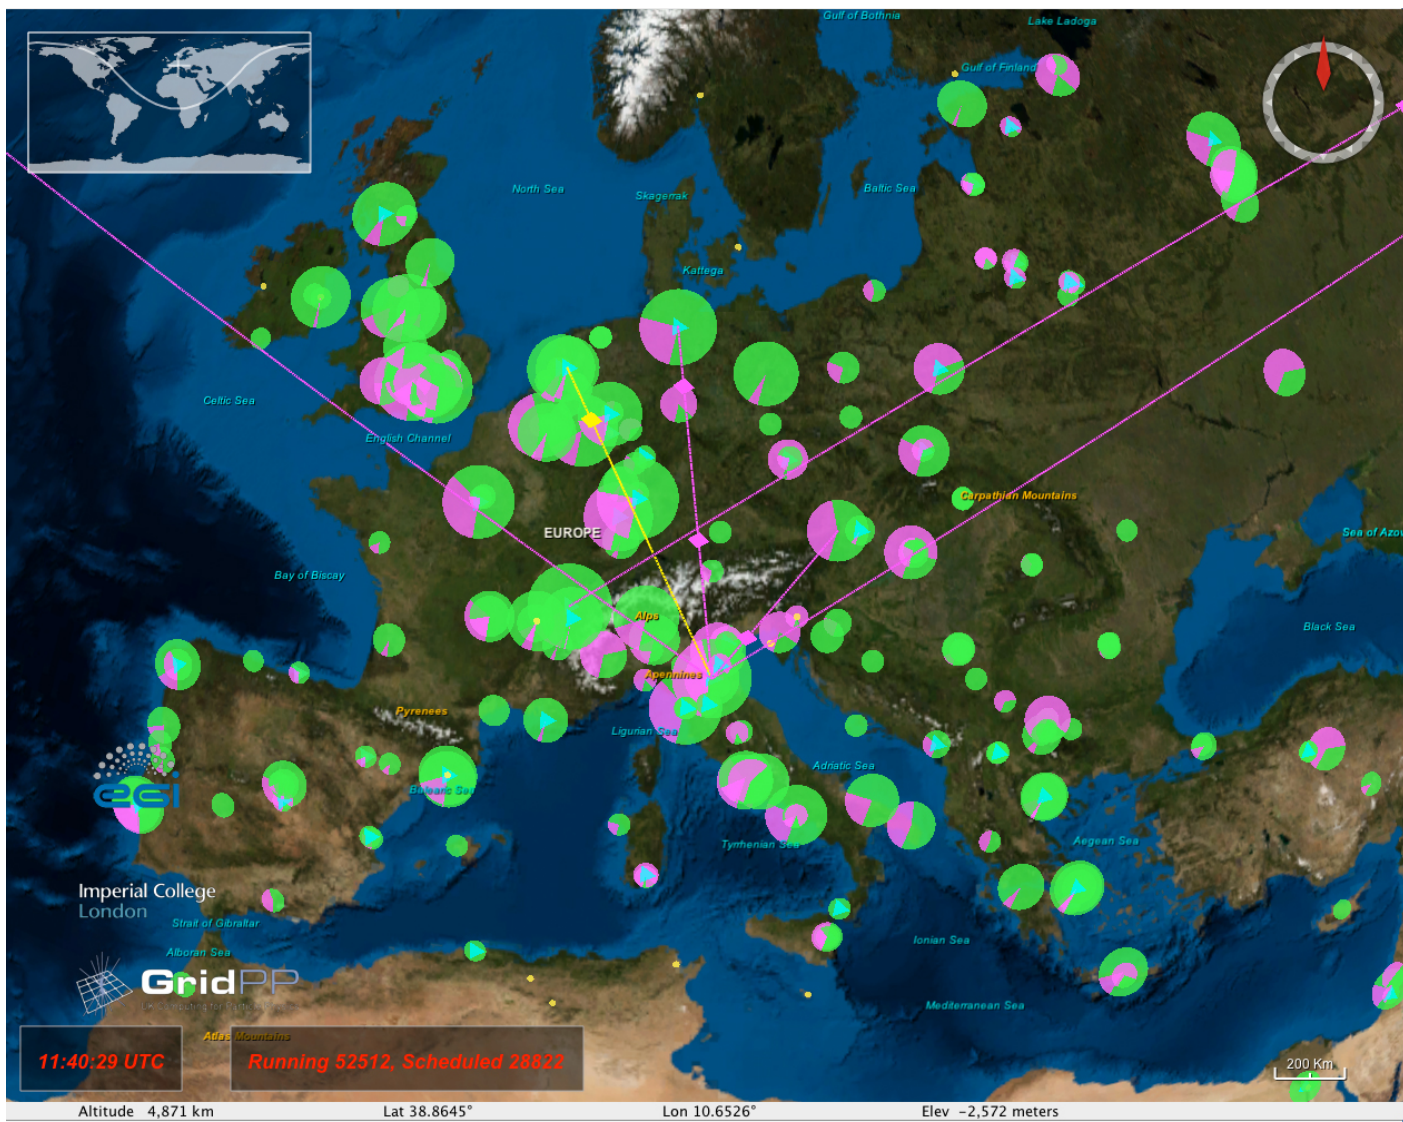 Gulf of Bothnia
Lake Ladoga
Gulf of Finland
North Sea
Skagerrak
Baltic Sea
Kattega
Celtic Sea
English Channel
Carpathian Mountains
EUROPE
Sea of Azov
Bay of Biscay
Alps
Black Sea
Apennines
Pyrenees
Ligurian Sea
Adriatic Sea
egi
Balearic Sea
Tyrrhenian Sea
Aegean Sea
Imperial College
London
Strait of Gibraltar
Ionian Sea
Alboran Sea
GridPP
Mediterranean Sea
Atlas Mountains
11:40:29 UTC
Running 52512, Scheduled 28822
200 Km
Altitude 4,871 km Lat 38.8645° Lon 10.6526° Elev −2,572 meters